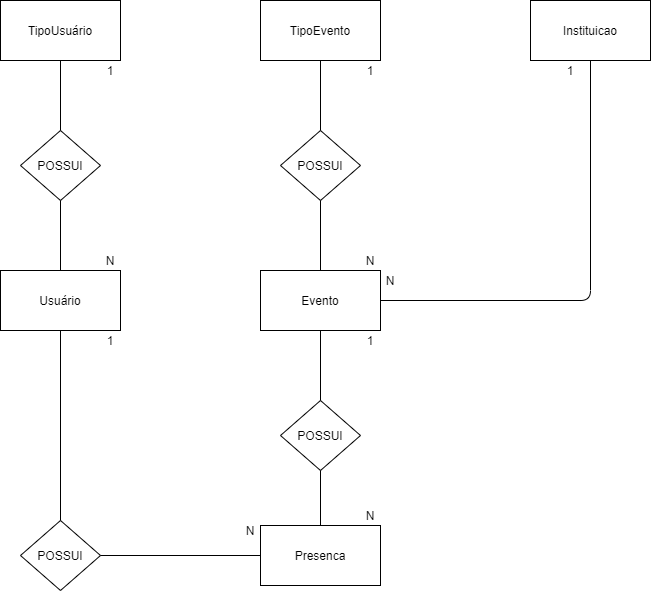 TipoUsuário
TipoEvento
Instituicao
1
1
1
POSSUI
POSSUI
N
N
N
Usuário
Evento
1
1
POSSUI
N
N
POSSUI
Presenca